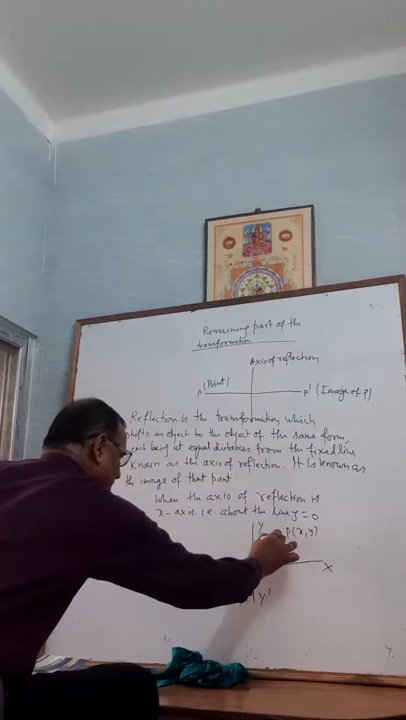 Remaining part of the
transformation
Axis of reflection
P (Point) P' (Image of P)
Reflection is the transformation which
shifts an object to the object of the same form,
each being at equal distances from the fixed line
known as the axis of reflection. It is known as
the image of that point.
When the axis of reflection is
x-axis. i.e. about the line y=0
Y
P(x,y)
X
Y'